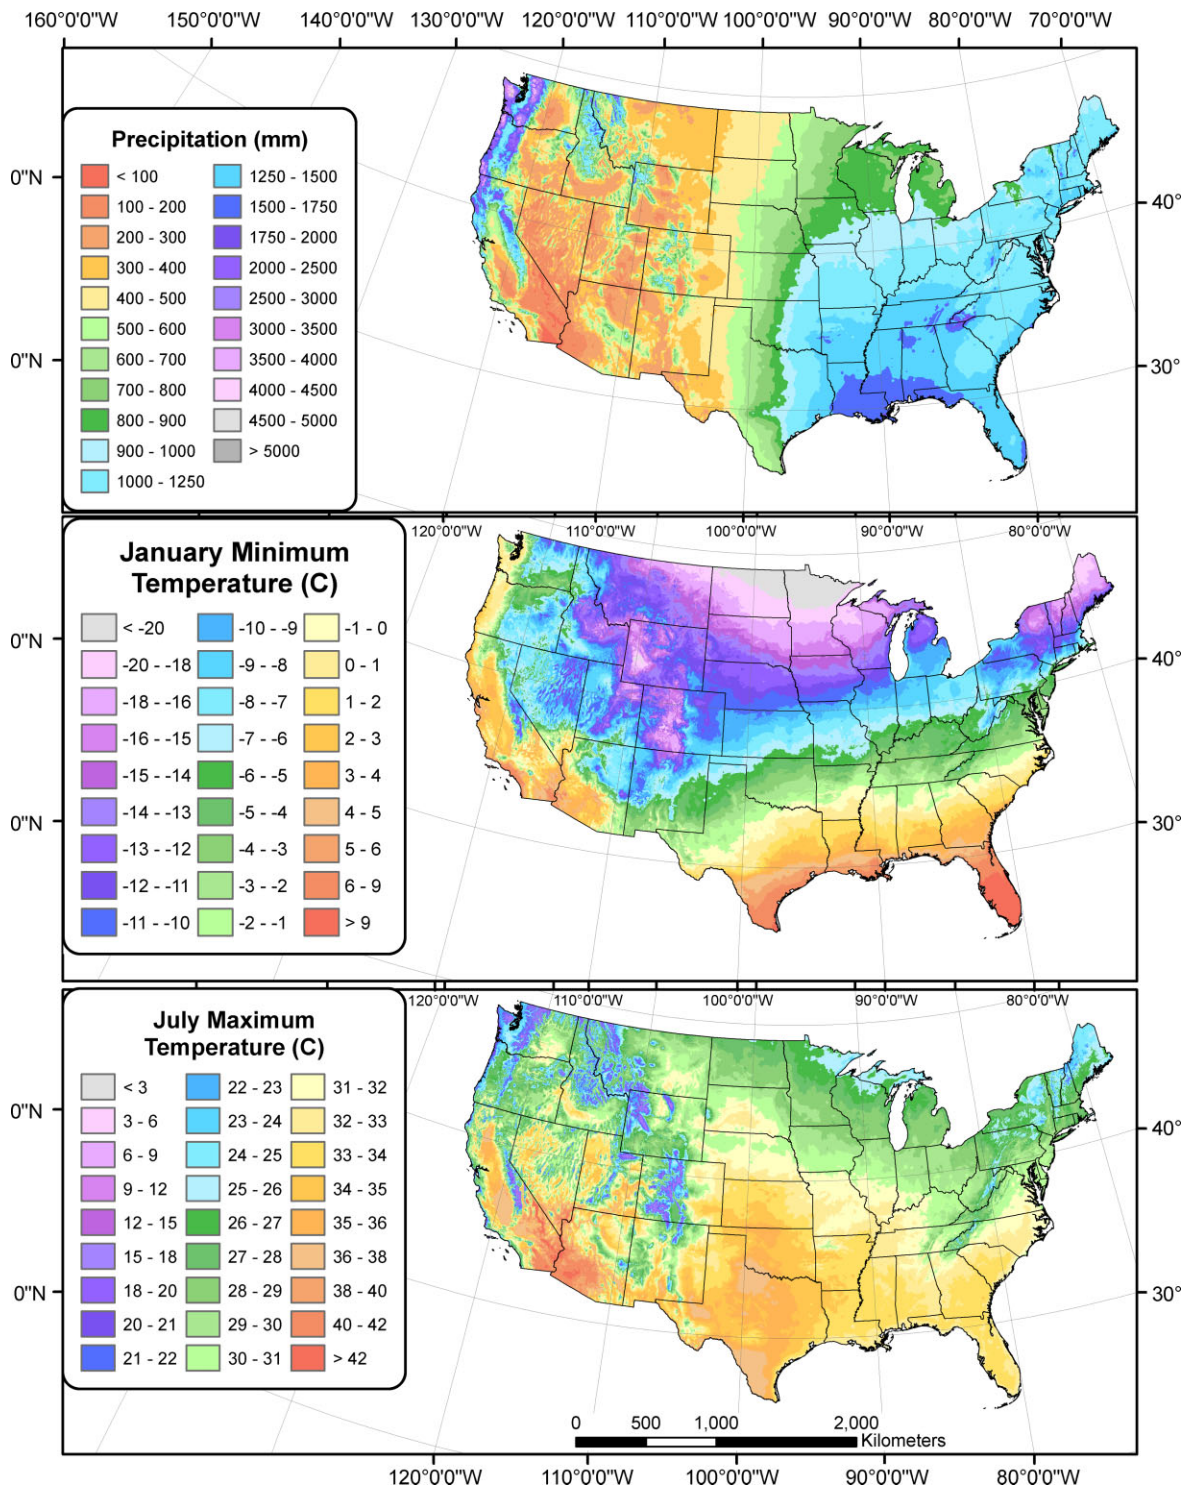 160°0'0"W 150°0'0"W 140°0'0"W 130°0'0"W 120°0'0"W 110°0'0"W 100°0'0"W 90°0'0"W 80°0'0"W 70°0'0"W
Precipitation (mm)
< 100 1250 - 1500
100 - 200 1500 - 1750
200 - 300 1750 - 2000
300 - 400 2000 - 2500
400 - 500 2500 - 3000
500 - 600 3000 - 3500
600 - 700 3500 - 4000
700 - 800 4000 - 4500
800 - 900 4500 - 5000
900 - 1000 > 5000
1000 - 1250
0"N 40°
0"N 30°
120°0'0"W 110°0'0"W 100°0'0"W 90°0'0"W 80°0'0"W
January Minimum
Temperature (C)
< -20 -10 - -9 -1 - 0
-20 - -18 -9 - -8 0 - 1
-18 - -16 -8 - -7 1 - 2
-16 - -15 -7 - -6 2 - 3
-15 - -14 -6 - -5 3 - 4
-14 - -13 -5 - -4 4 - 5
-13 - -12 -4 - -3 5 - 6
-12 - -11 -3 - -2 6 - 9
-11 - -10 -2 - -1 > 9
0"N 40°
0"N 30°
120°0'0"W 110°0'0"W 100°0'0"W 90°0'0"W 80°0'0"W
July Maximum
Temperature (C)
< 3 22 - 23 31 - 32
3 - 6 23 - 24 32 - 33
6 - 9 24 - 25 33 - 34
9 - 12 25 - 26 34 - 35
12 - 15 26 - 27 35 - 36
15 - 18 27 - 28 36 - 38
18 - 20 28 - 29 38 - 40
20 - 21 29 - 30 40 - 42
21 - 22 30 - 31 > 42
0"N 40°
0"N 30°
0 500 1,000 2,000
Kilometers
120°0'0"W 110°0'0"W 100°0'0"W 90°0'0"W 80°0'0"W